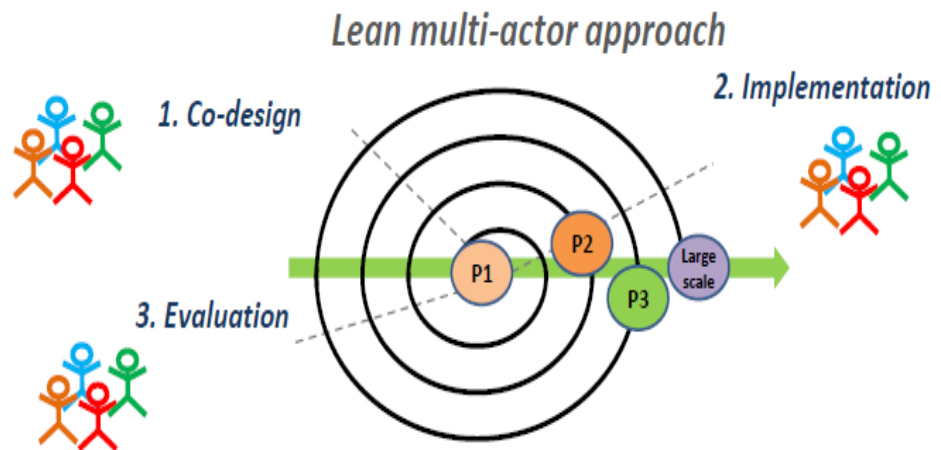 Lean multi-actor approach
1. Co-design
2. Implementation
P1
P2
P3
Large
scale
3. Evaluation